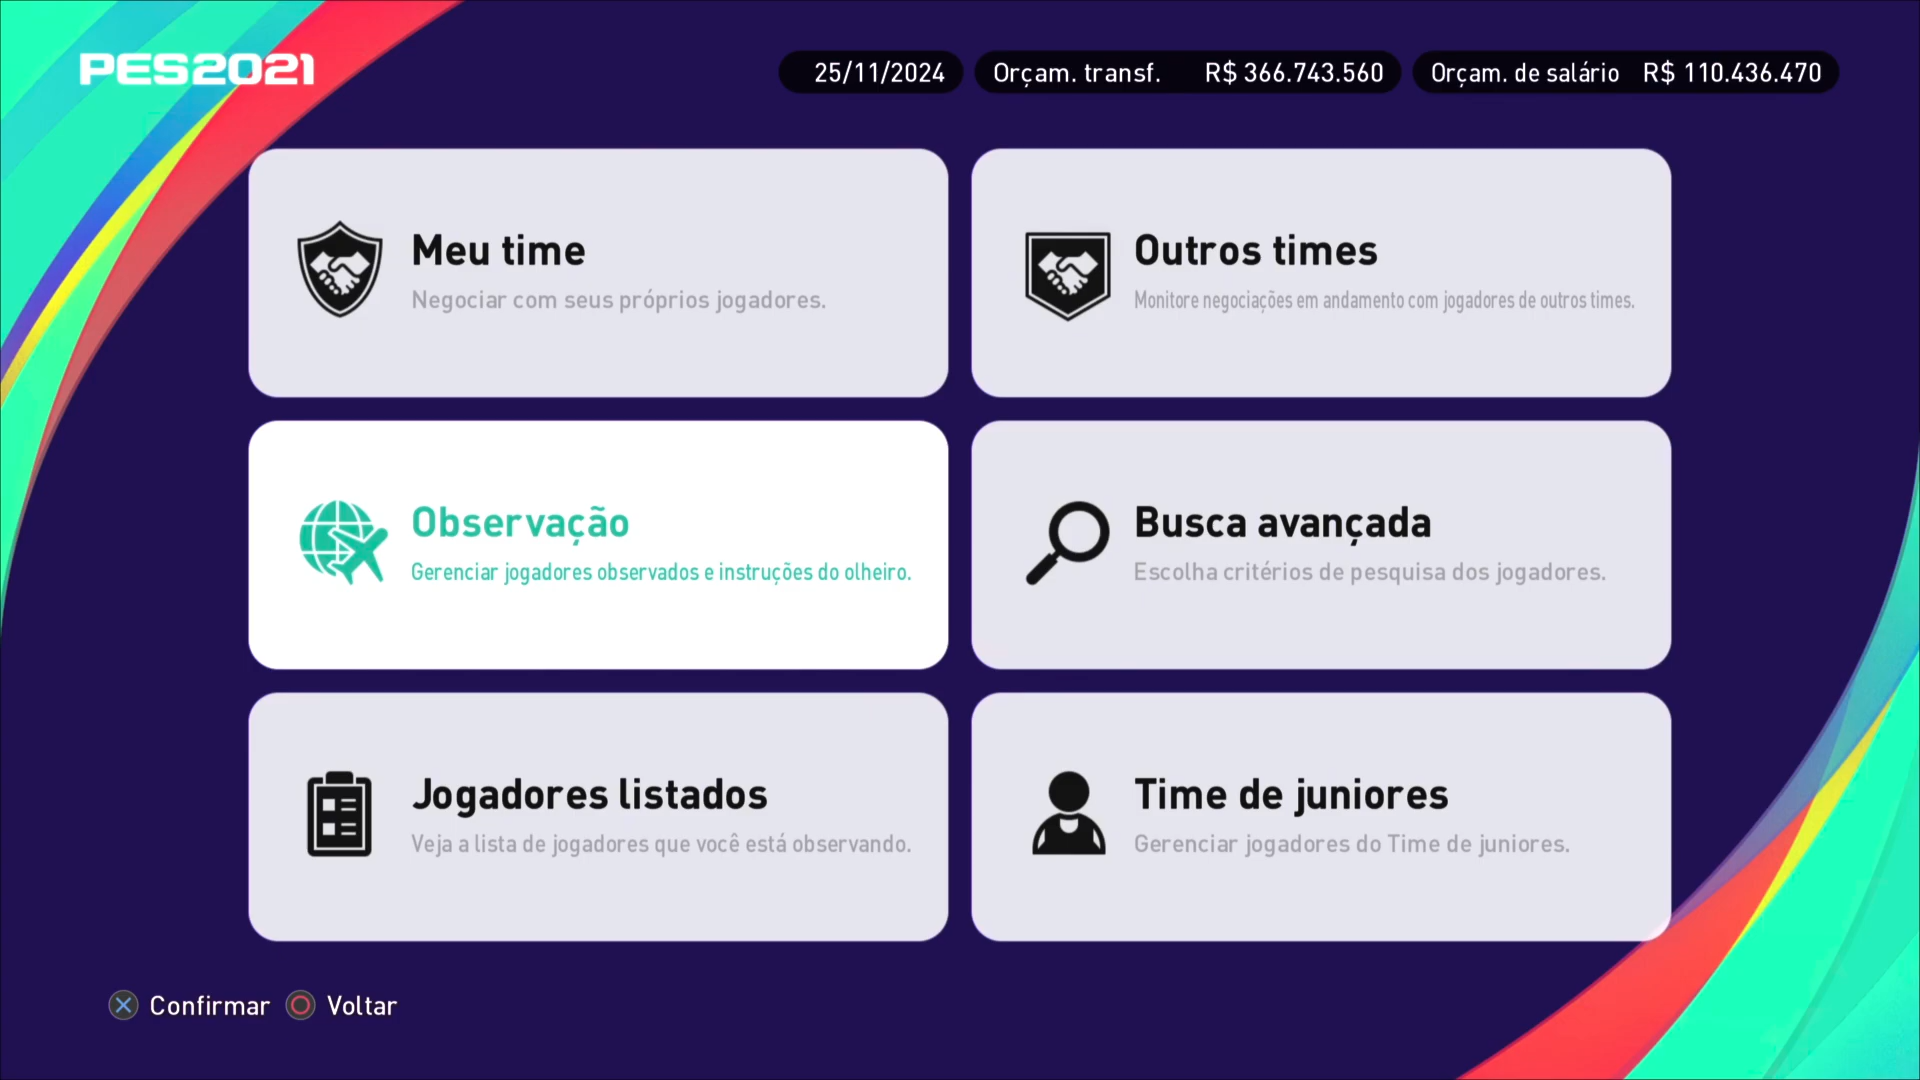 PES2021
25/11/2024 Orçam. transf. R$ 366.743.560 Orçam. de salário R$ 110.436.470
Meu time
Negociar com seus próprios jogadores.
Outros times
Monitore negociações em andamento com jogadores de outros times.
Observação
Gerenciar jogadores observados e instruções do olheiro.
Busca avançada
Escolha critérios de pesquisa dos jogadores.
Jogadores listados
Veja a lista de jogadores que você está observando.
Time de juniores
Gerenciar jogadores do Time de juniores.
Confirmar Voltar